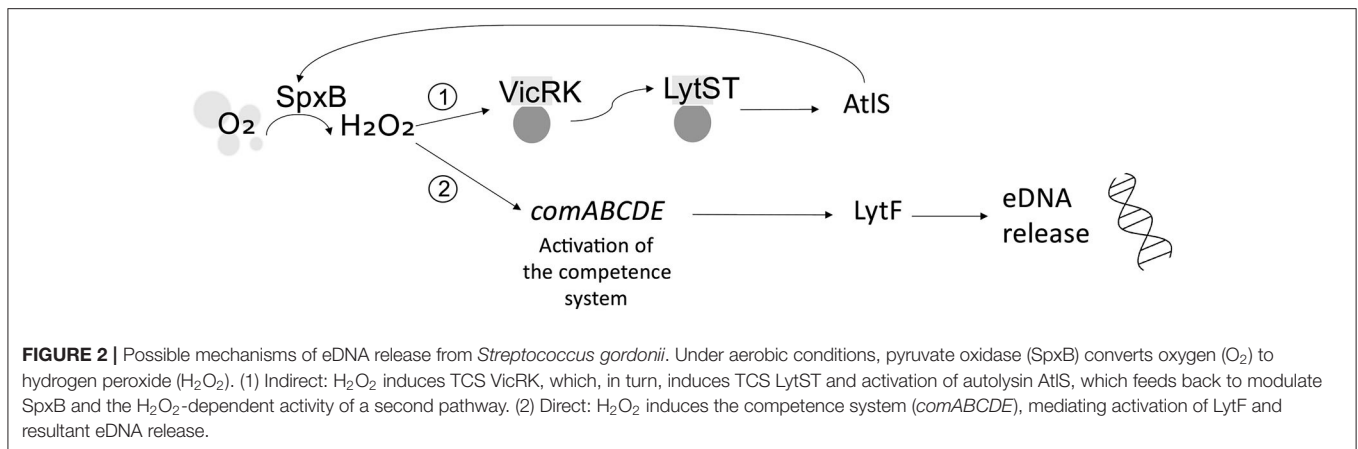 SpxB
O₂
H₂O₂
①
VicRK
LytST
AtlS
②
comABCDE
Activation of
the competence
system
LytF
eDNA
release
FIGURE 2 | Possible mechanisms of eDNA release from Streptococcus gordonii. Under aerobic conditions, pyruvate oxidase (SpxB) converts oxygen (O₂) to
hydrogen peroxide (H₂O₂). (1) Indirect: H₂O₂ induces TCS VicRK, which, in turn, induces TCS LytST and activation of autolysin AtlS, which feeds back to modulate
SpxB and the H₂O₂-dependent activity of a second pathway. (2) Direct: H₂O₂ induces the competence system (comABCDE), mediating activation of LytF and
resultant eDNA release.